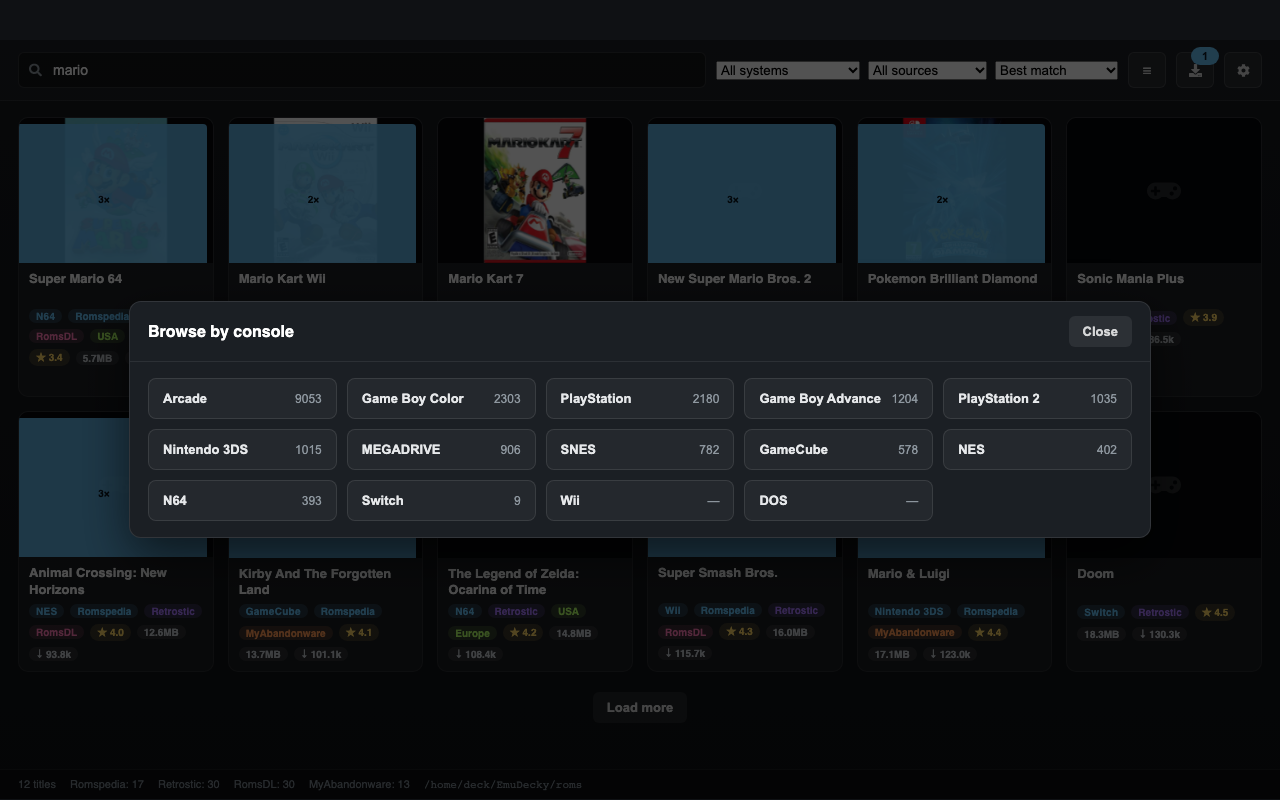 mario
All systems
All sources
Best match
1
3x
2x
MARIOKART 7
3x
2x
Super Mario 64
Mario Kart Wii
Mario Kart 7
New Super Mario Bros. 2
Pokemon Brilliant Diamond
Sonic Mania Plus
N64 Romspedia
RomsDL USA
★ 3.4 5.7MB
★ 3.9
Browse by console
Close
Arcade 9053
Game Boy Color 2303
PlayStation 2180
Game Boy Advance 1204
PlayStation 2 1035
Nintendo 3DS 1015
MEGADRIVE 906
SNES 782
GameCube 578
NES 402
N64 393
Switch 9
Wii —
DOS —
3x
Animal Crossing: New
Horizons
NES Romspedia Retrostic
RomsDL ★ 4.0 12.6MB
↓ 93.8k
Kirby And The Forgotten
Land
GameCube Romspedia
MyAbandonware ★ 4.1
13.7MB ↓ 101.1k
The Legend of Zelda:
Ocarina of Time
N64 Retrostic USA
Europe ★ 4.2 14.8MB
↓ 108.4k
Super Smash Bros.
Wii Romspedia Retrostic
RomsDL ★ 4.3 16.0MB
↓ 115.7k
Mario & Luigi
Nintendo 3DS Romspedia
MyAbandonware ★ 4.4
17.1MB ↓ 123.0k
Doom
Switch Retrostic ★ 4.5
18.3MB ↓ 130.3k
Load more
12 titles Romspedia: 17 Retrostic: 30 RomsDL: 30 MyAbandonware: 13 /home/deck/EmuDecky/roms